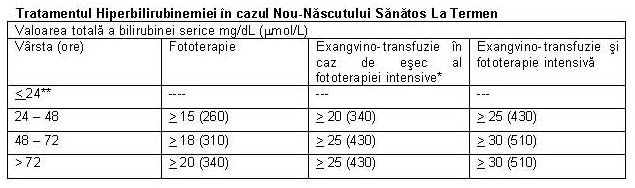 Tratamentul Hiperbilirubinemiei în cazul Nou-Născutului Sănătos La Termen
Valoarea totală a bilirubinei serice mg/dL (µmol/L)
Vârsta (ore) Fototerapie Exangvino-transfuzie în caz de eşec al fototerapiei intensive* Exangvino-transfuzie şi fototerapie intensivă
≤24** ---- --- ---
24 – 48 ≥ 15 (260) ≥ 20 (340) ≥ 25 (430)
48 – 72 ≥ 18 (310) ≥ 25 (430) ≥ 30 (510)
>72 ≥ 20 (340) ≥ 25 (430) ≥ 30 (510)